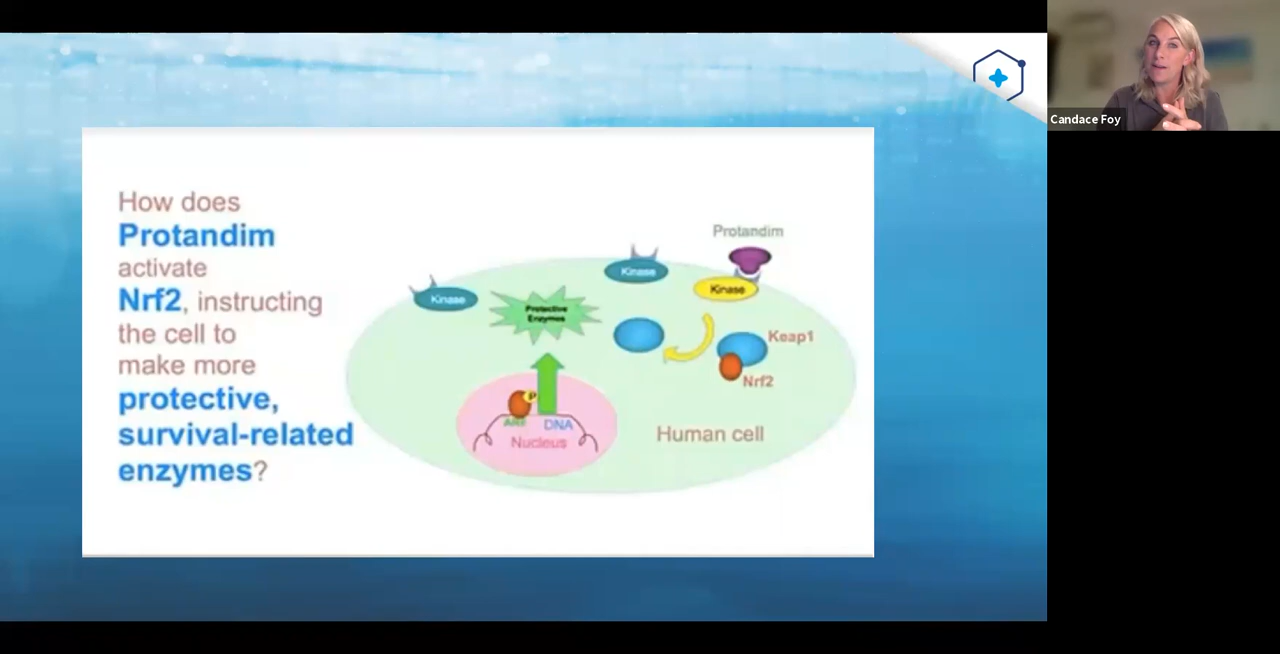 Candace Foy
How does
Protandim
activate
Nrf2, instructing
the cell to
make more
protective,
survival-related
enzymes?
Protandim
Kinase
Kinase
Kinase
Protective
Enzymes
Keap1
Nrf2
P
ARE
DNA
Nucleus
Human cell